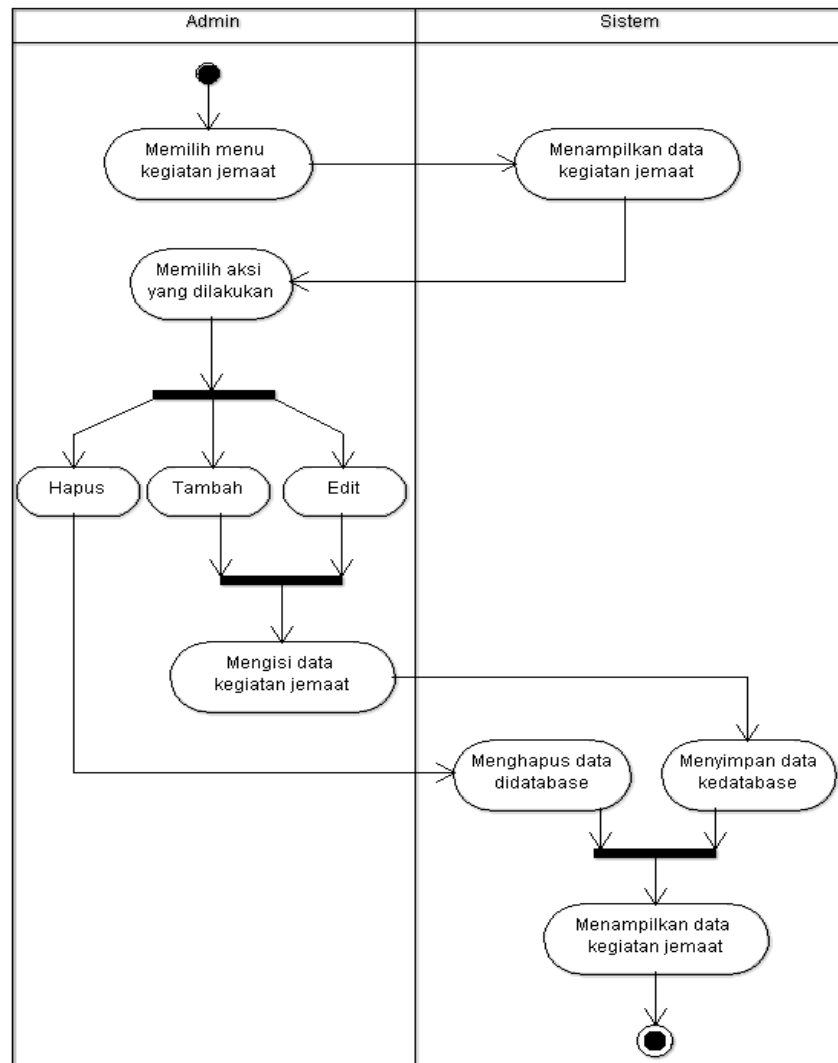 Admin
Sistem
Memilih menu
kegiatan jemaat
Menampilkan data
kegiatan jemaat
Memilih aksi
yang dilakukan
Hapus
Tambah
Edit
Mengisi data
kegiatan jemaat
Menghapus data
didatabase
Menyimpan data
kedatabase
Menampilkan data
kegiatan jemaat